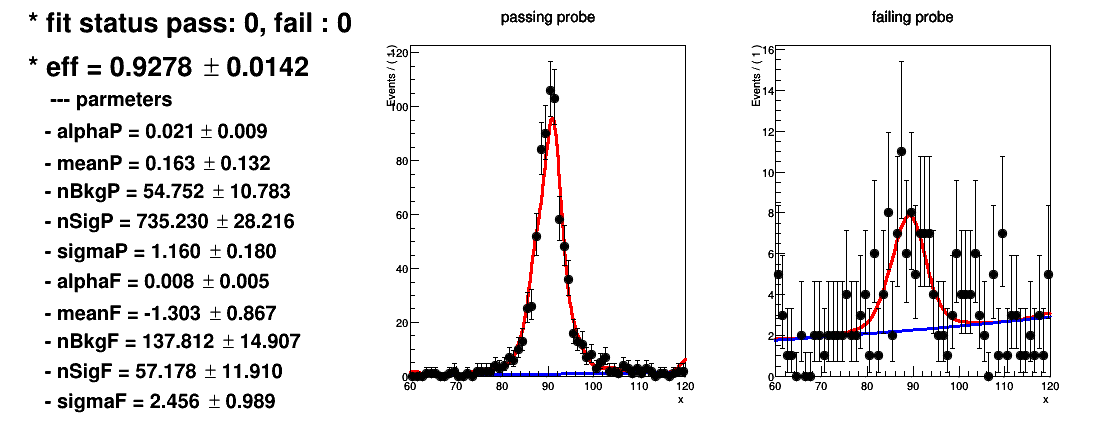 * fit status pass: 0, fail : 0
* eff = 0.9278 ± 0.0142
--- parmeters
- alphaP = 0.021 ± 0.009
- meanP = 0.163 ± 0.132
- nBkgP = 54.752 ± 10.783
- nSigP = 735.230 ± 28.216
- sigmaP = 1.160 ± 0.180
- alphaF = 0.008 ± 0.005
- meanF = -1.303 ± 0.867
- nBkgF = 137.812 ± 14.907
- nSigF = 57.178 ± 11.910
- sigmaF = 2.456 ± 0.989
passing probe
Events / ( 1 )
120
100
80
60
40
20
0
60 70 80 90 100 110 120
x
failing probe
Events / ( 1 )
16
14
12
10
8
6
4
2
0
60 70 80 90 100 110 120
x